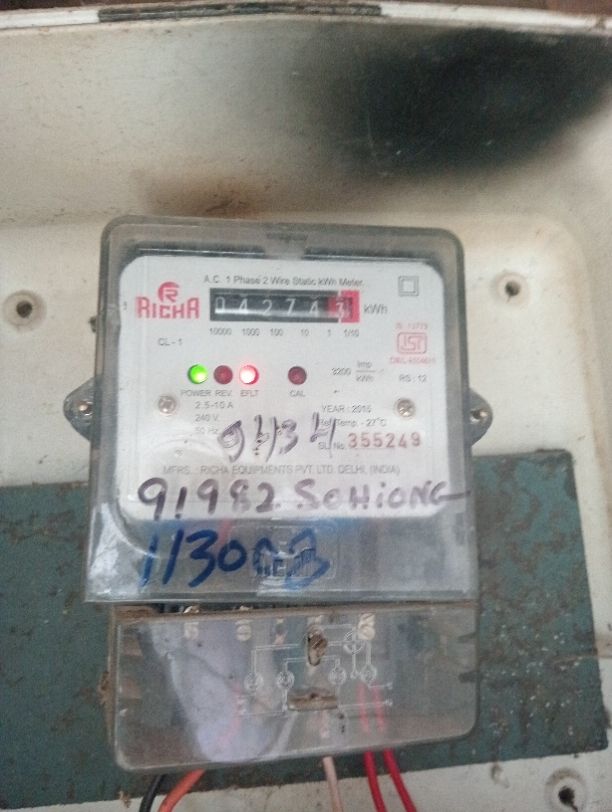 A.C. 1 Phase 2 Wire Static kWh Meter.
RICHA
042743 kWh
10000 1000 100 10 1 1/10
CL - 1
IS 13779
ISI
3200 Imp/kWh
RS : 12
POWER REV. EFLT CAL
2.5-10 A
240 V.
50 Hz
YEAR : 2015
Ref. Temp. - 27°C
SL. No. 355249
MFRS. : RICHA EQUIPMENTS PVT. LTD. DELHI, (INDIA)
91982 SOHIONG